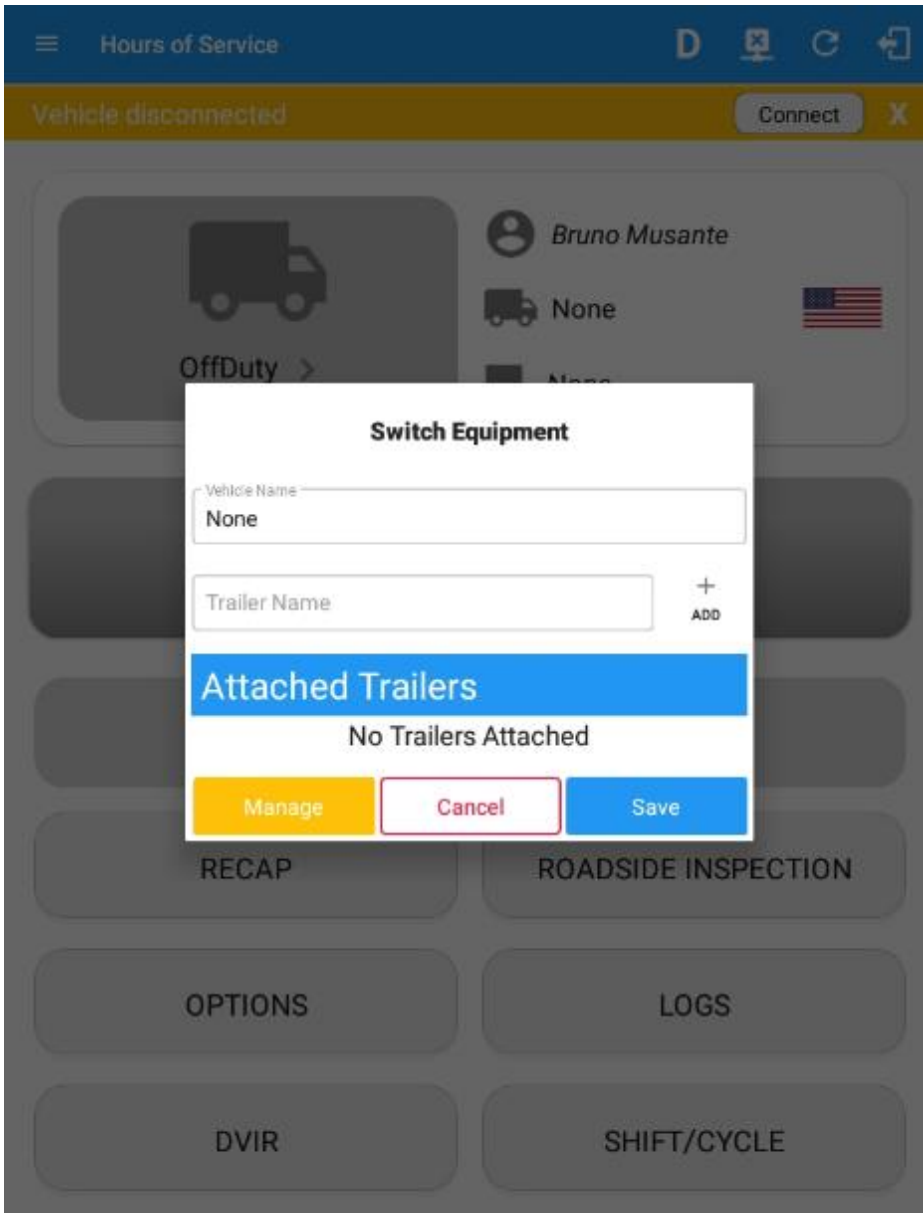 Hours of Service
D
Vehicle disconnected
Connect
X
Bruno Musante
None
OffDuty >
None
Switch Equipment
Vehicle Name
None
Trailer Name
+
ADD
Attached Trailers
No Trailers Attached
Manage
Cancel
Save
RECAP
ROADSIDE INSPECTION
OPTIONS
LOGS
DVIR
SHIFT/CYCLE